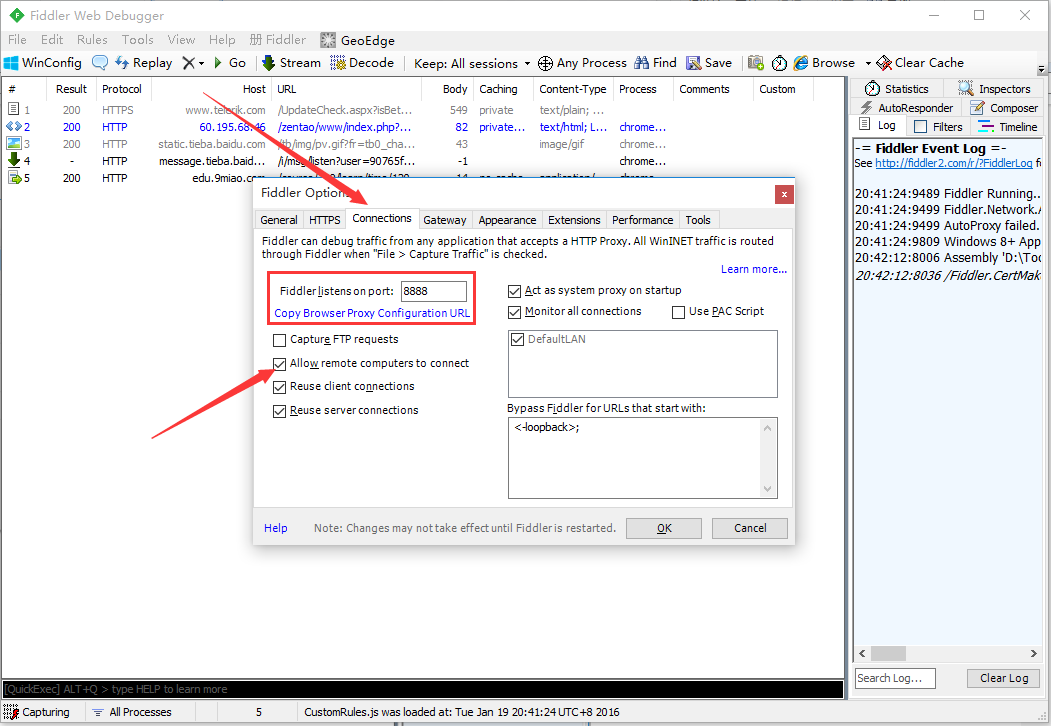 Fiddler Web Debugger
File Edit Rules Tools View Help 册 Fiddler GeoEdge
WinConfig Replay Go Stream Decode Keep: All sessions Any Process Find Save Browse Clear Cache
# Result Protocol Host URL Body Caching Content-Type Process Comments Custom
1 200 HTTPS www.telerik.com /UpdateCheck.aspx?isBet... 549 private text/plain; ...
2 200 HTTP 60.195.68.46 /zentao/www/index.php?... 82 private... text/html; L... chrome...
3 200 HTTP static.tieba.baidu.com /tb/img/pv.gif?fr=tb0_cha... 43 image/gif chrome...
4 - HTTP message.tieba.baid... /i/msg/listen?user=90765f... -1 chrome...
5 200 HTTP edu.9miao.com chrome...
Statistics Inspectors
AutoResponder Composer
Log Filters Timeline
-= Fiddler Event Log =-
See http://fiddler2.com/r/?FiddlerLog
20:41:24:9489 Fiddler Running...
20:41:24:9499 Fiddler.Network.
20:41:24:9499 AutoProxy failed.
20:41:24:9809 Windows 8+ App
20:42:12:8006 Assembly 'D:\Too
20:42:12:8036 /Fiddler.CertMak
Search Log... Clear Log
Fiddler Option
x
General HTTPS Connections Gateway Appearance Extensions Performance Tools
Fiddler can debug traffic from any application that accepts a HTTP Proxy. All WinINET traffic is routed
through Fiddler when "File > Capture Traffic" is checked.
Learn more...
Fiddler listens on port: 8888
Copy Browser Proxy Configuration URL
Capture FTP requests
Allow remote computers to connect
Reuse client connections
Reuse server connections
Act as system proxy on startup
Monitor all connections Use PAC Script
DefaultLAN
Bypass Fiddler for URLs that start with:
<-loopback>;
Help Note: Changes may not take effect until Fiddler is restarted. OK Cancel
[QuickExec] ALT+Q > type HELP to learn more
Capturing All Processes 5 CustomRules.js was loaded at: Tue Jan 19 20:41:24 UTC+8 2016